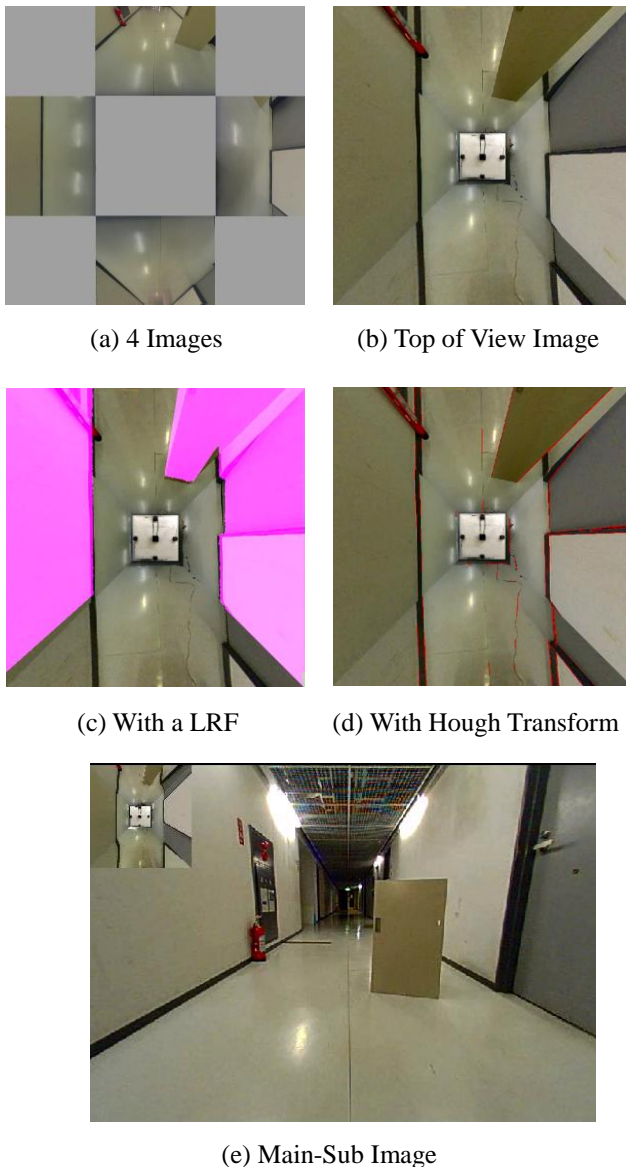 (a) 4 Images
(b) Top of View Image
(c) With a LRF
(d) With Hough Transform
(e) Main-Sub Image